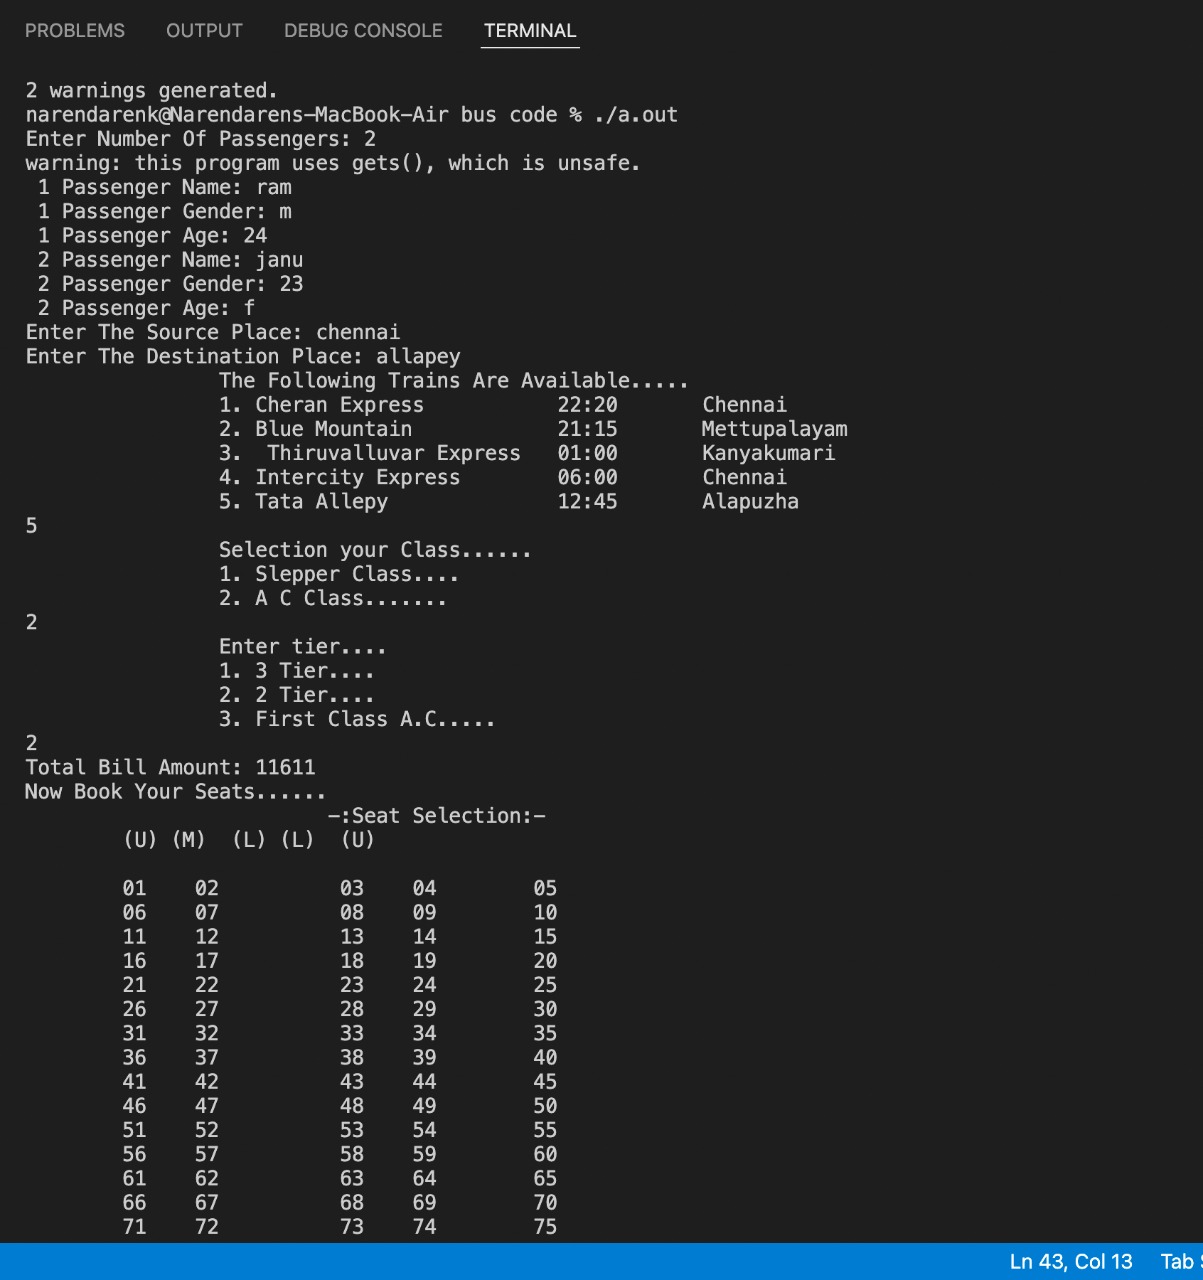 PROBLEMS OUTPUT DEBUG CONSOLE TERMINAL
2 warnings generated.
narendarenk@Narendarens-MacBook-Air bus code % ./a.out
Enter Number Of Passengers: 2
warning: this program uses gets(), which is unsafe.
1 Passenger Name: ram
1 Passenger Gender: m
1 Passenger Age: 24
2 Passenger Name: janu
2 Passenger Gender: 23
2 Passenger Age: f
Enter The Source Place: chennai
Enter The Destination Place: allapey
The Following Trains Are Available.....
1. Cheran Express 22:20 Chennai
2. Blue Mountain 21:15 Mettupalayam
3. Thiruvalluvar Express 01:00 Kanyakumari
4. Intercity Express 06:00 Chennai
5. Tata Allepy 12:45 Alapuzha
5
Selection your Class......
1. Slepper Class....
2. A C Class.......
2
Enter tier....
1. 3 Tier....
2. 2 Tier....
3. First Class A.C.....
2
Total Bill Amount: 11611
Now Book Your Seats......
-:Seat Selection:-
(U) (M) (L) (L) (U)
01 02 03 04 05
06 07 08 09 10
11 12 13 14 15
16 17 18 19 20
21 22 23 24 25
26 27 28 29 30
31 32 33 34 35
36 37 38 39 40
41 42 43 44 45
46 47 48 49 50
51 52 53 54 55
56 57 58 59 60
61 62 63 64 65
66 67 68 69 70
71 72 73 74 75
Ln 43, Col 13 Tab